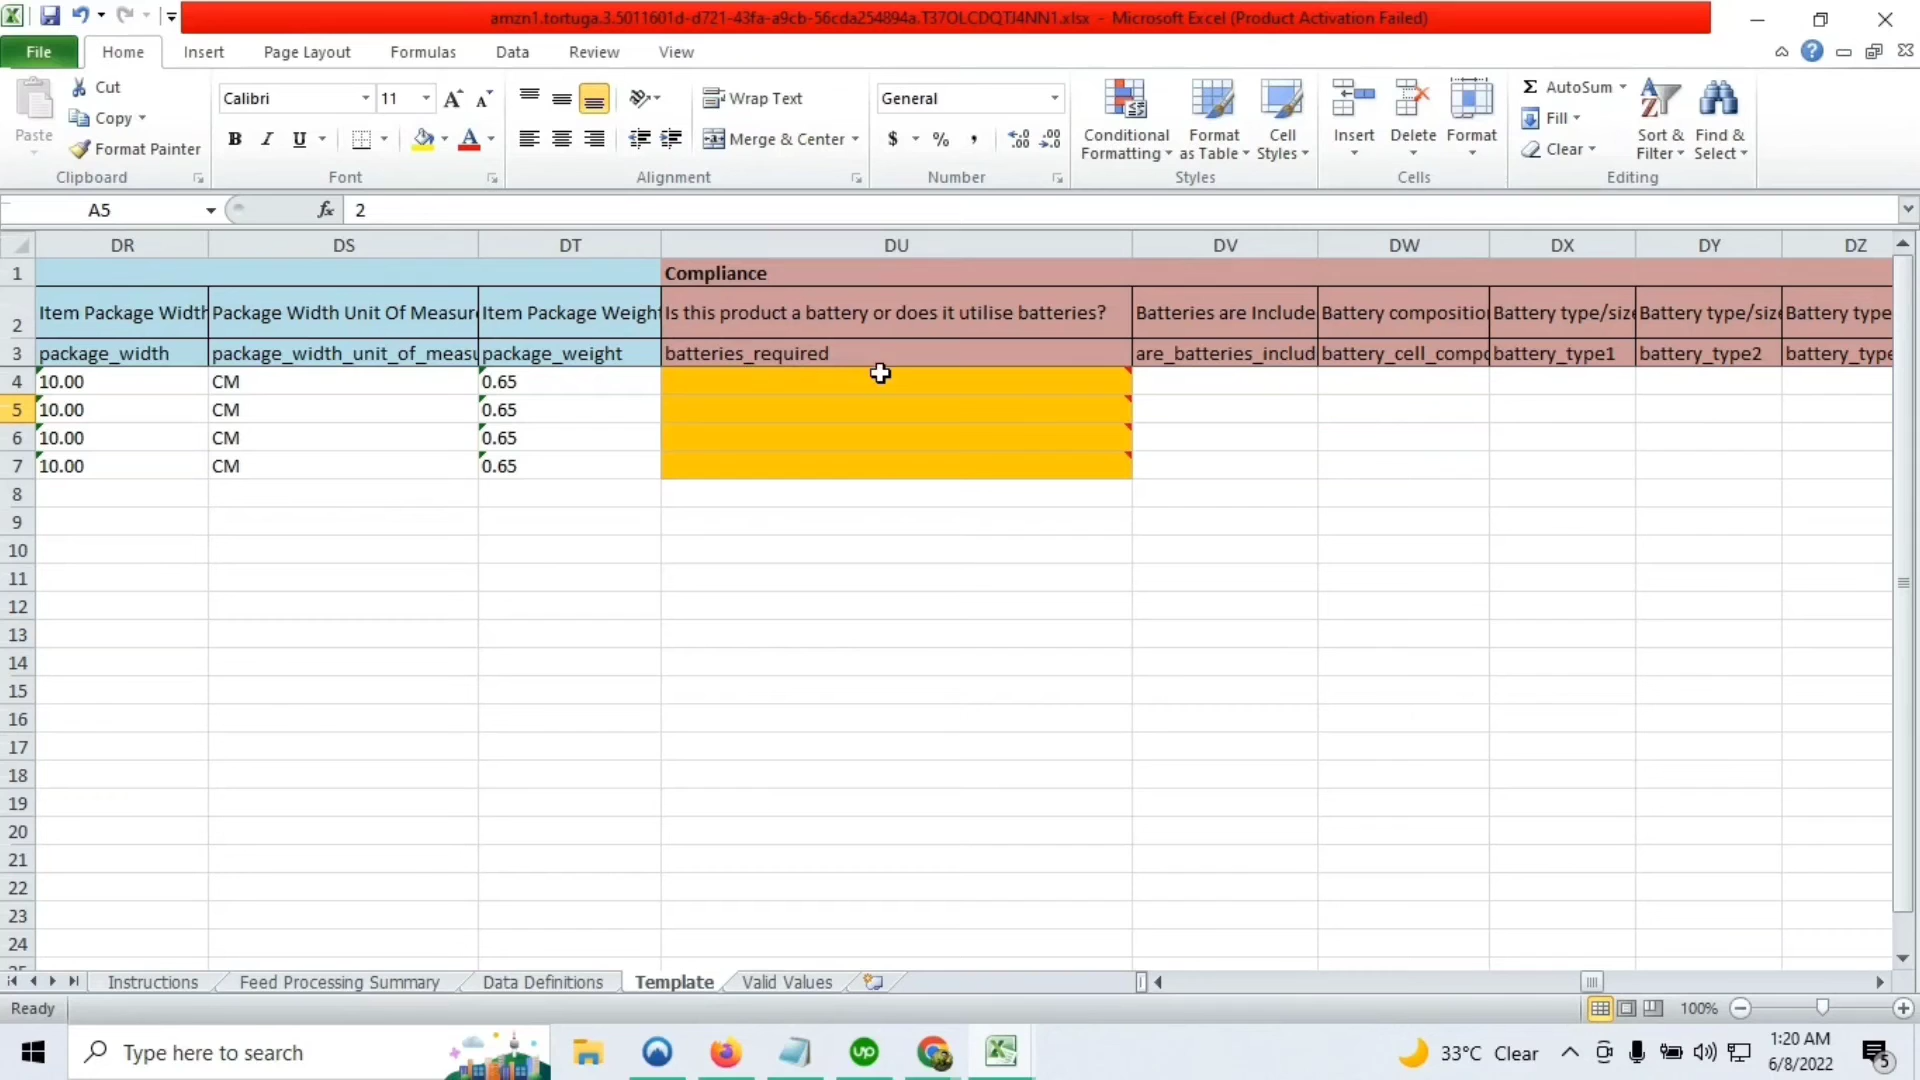 amzn1.tortuga.3.5011601d-d721-43fa-a9cb-56cda254894a.T37OLCDQTJ4NN1.xlsx - Microsoft Excel (Product Activation Failed)
File Home Insert Page Layout Formulas Data Review View
Paste
Cut
Copy
Format Painter
Clipboard
Calibri 11
B I U
Font
Wrap Text
Merge & Center
Alignment
General
$ % ,
Number
Conditional Formatting
Format as Table
Cell Styles
Styles
Insert Delete Format
Cells
AutoSum
Fill
Clear
Sort & Filter
Find & Select
Editing
A5 fx 2
DR DS DT DU DV DW DX DY DZ
1 Compliance
2 Item Package Width Package Width Unit Of Measur Item Package Weigh Is this product a battery or does it utilise batteries? Batteries are Include Battery compositio Battery type/size Battery type/size Battery type
3 package_width package_width_unit_of_measu package_weight batteries_required are_batteries_includ battery_cell_compo battery_type1 battery_type2 battery_type
4 10.00 CM 0.65
5 10.00 CM 0.65
6 10.00 CM 0.65
7 10.00 CM 0.65
8
9
10
11
12
13
14
15
16
17
18
19
20
21
22
23
24
25
Instructions Feed Processing Summary Data Definitions Template Valid Values
Ready 100%
Type here to search
up
33°C Clear
1:20 AM
6/8/2022
5